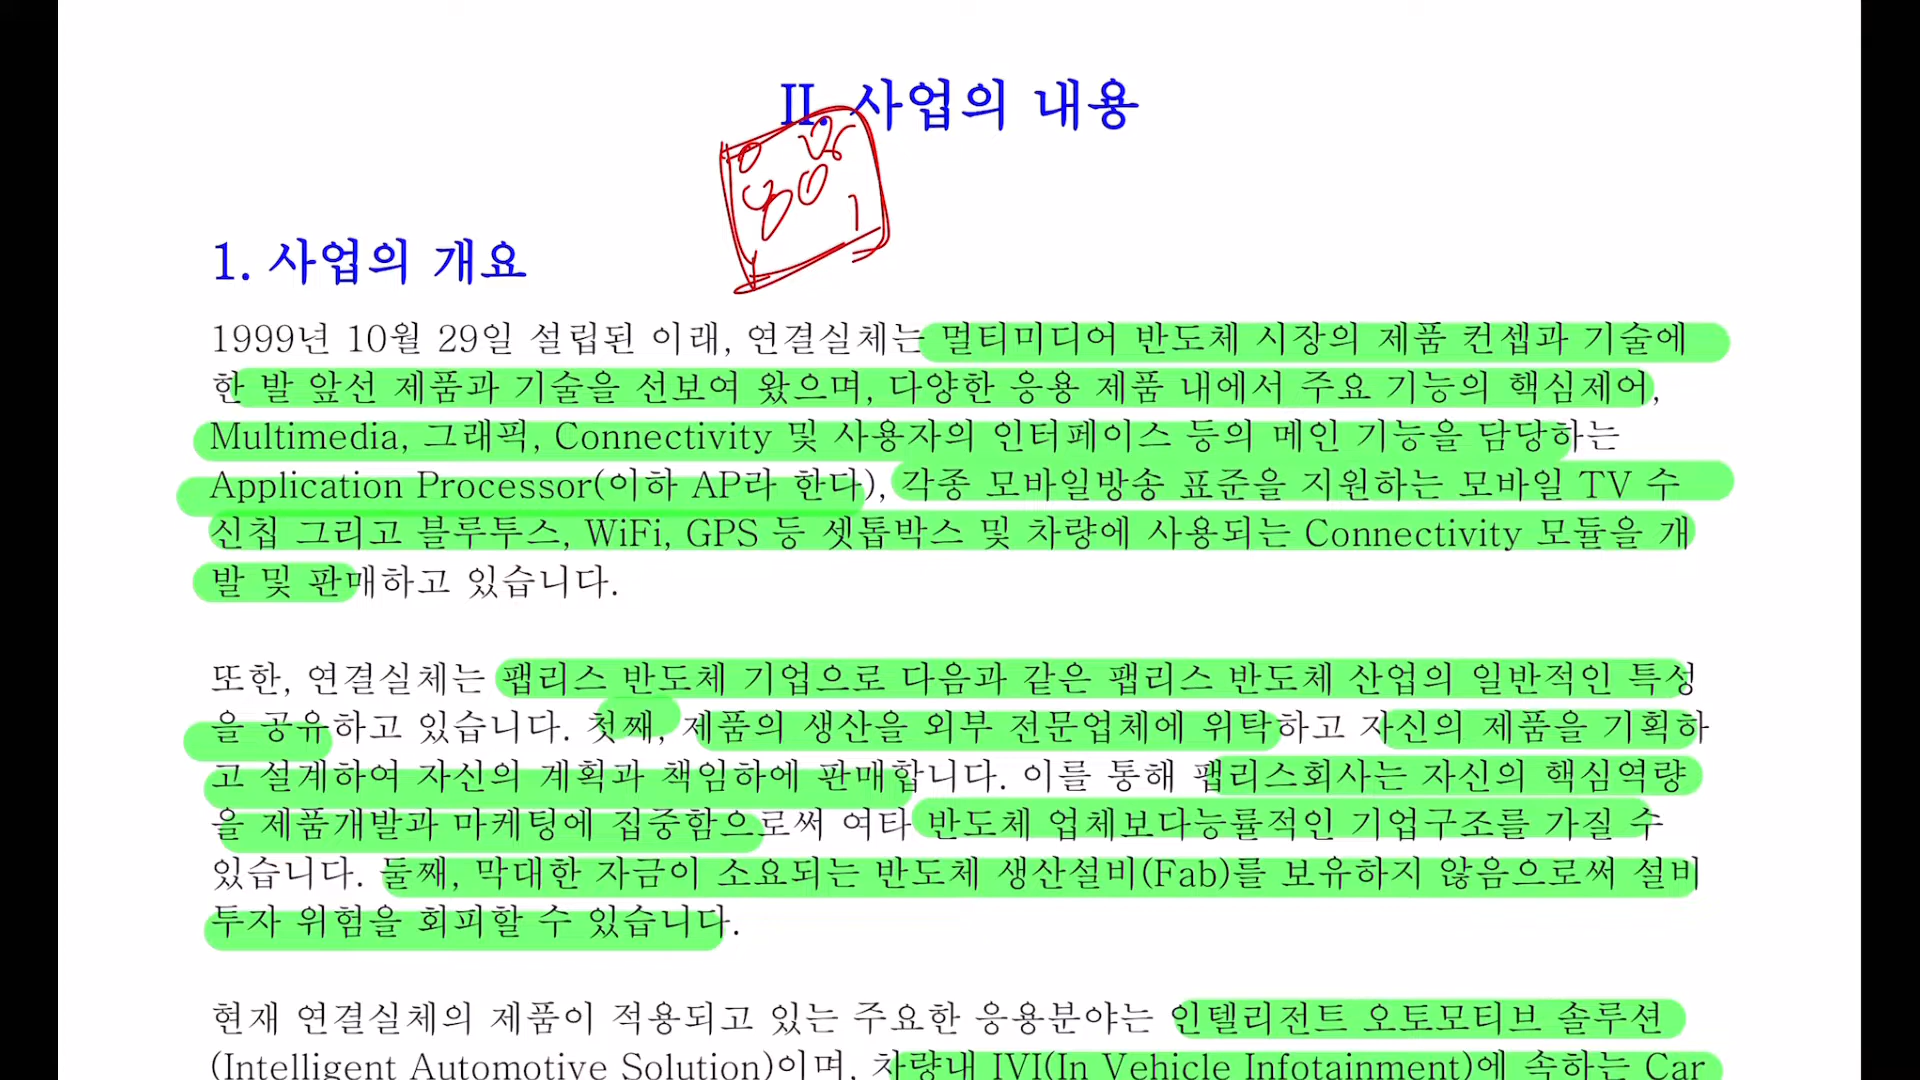 II. 사업의 내용
1. 사업의 개요
1999년 10월 29일 설립된 이래, 연결실체는 멀티미디어 반도체 시장의 제품 컨셉과 기술에
한 발 앞선 제품과 기술을 선보여 왔으며, 다양한 응용 제품 내에서 주요 기능의 핵심제어,
Multimedia, 그래픽, Connectivity 및 사용자의 인터페이스 등의 메인 기능을 담당하는
Application Processor(이하 AP라 한다), 각종 모바일방송 표준을 지원하는 모바일 TV 수
신칩 그리고 블루투스, WiFi, GPS 등 셋톱박스 및 차량에 사용되는 Connectivity 모듈을 개
발 및 판매하고 있습니다.
또한, 연결실체는 팹리스 반도체 기업으로 다음과 같은 팹리스 반도체 산업의 일반적인 특성
을 공유하고 있습니다. 첫째, 제품의 생산을 외부 전문업체에 위탁하고 자신의 제품을 기획하
고 설계하여 자신의 계획과 책임하에 판매합니다. 이를 통해 팹리스회사는 자신의 핵심역량
을 제품개발과 마케팅에 집중함으로써 여타 반도체 업체보다능률적인 기업구조를 가질 수
있습니다. 둘째, 막대한 자금이 소요되는 반도체 생산설비(Fab)를 보유하지 않음으로써 설비
투자 위험을 회피할 수 있습니다.
현재 연결실체의 제품이 적용되고 있는 주요한 응용분야는 인텔리전트 오토모티브 솔루션
(Intelligent Automotive Solution)이며, 차량내 IVI(In Vehicle Infotainment)에 속하는 Car